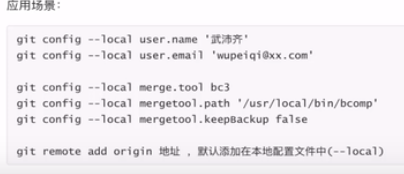 应用场景:
git config --local user.name '武沛齐'
git config --local user.email 'wupeiqi@xx.com'
git config --local merge.tool bc3
git config --local mergetool.path '/usr/local/bin/bcomp'
git config --local mergetool.keepBackup false
git remote add origin 地址 ，默认添加在本地配置文件中(--local)